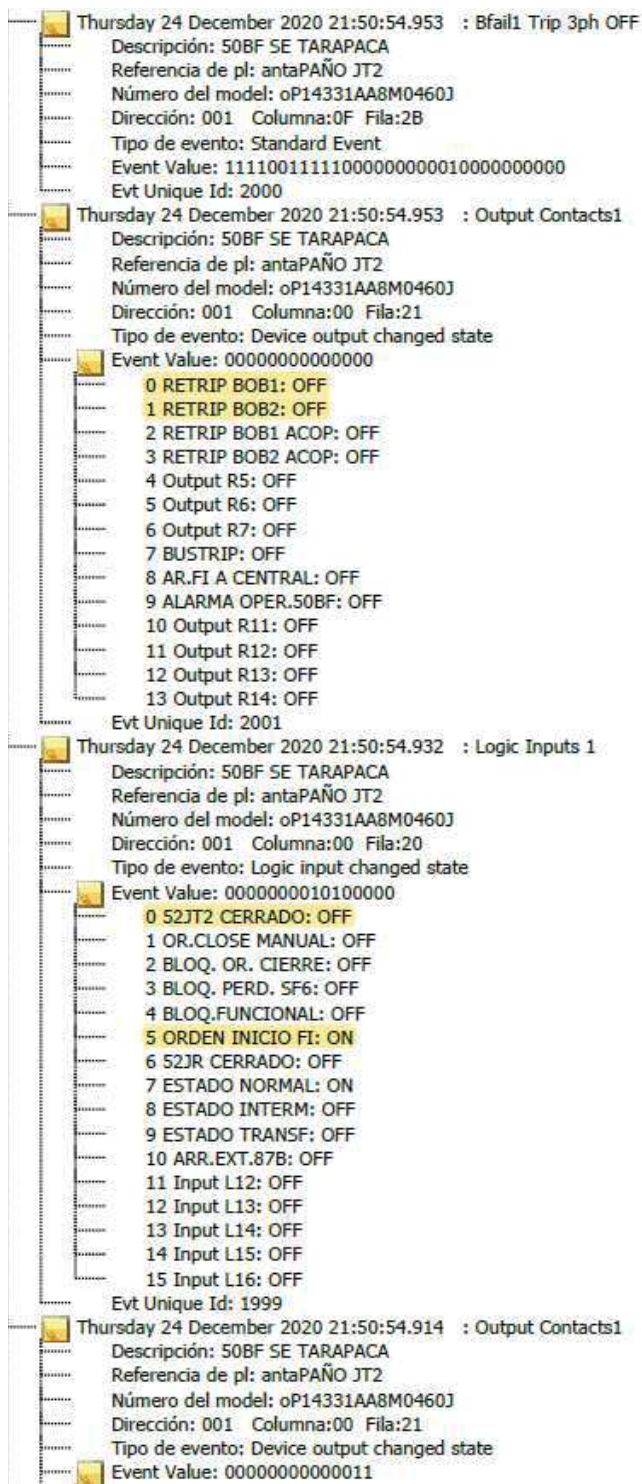 Thursday 24 December 2020 21:50:54.953 : Bfail1 Trip 3ph OFF
Descripción: 50BF SE TARAPACA
Referencia de pl: antaPAÑO JT2
Número del model: oP14331AA8M0460J
Dirección: 001 Columna:0F Fila:2B
Tipo de evento: Standard Event
Event Value: 11110011111000000000010000000000
Evt Unique Id: 2000
Thursday 24 December 2020 21:50:54.953 : Output Contacts1
Descripción: 50BF SE TARAPACA
Referencia de pl: antaPAÑO JT2
Número del model: oP14331AA8M0460J
Dirección: 001 Columna:00 Fila:21
Tipo de evento: Device output changed state
Event Value: 00000000000000
0 RETRIP BOB1: OFF
1 RETRIP BOB2: OFF
2 RETRIP BOB1 ACOP: OFF
3 RETRIP BOB2 ACOP: OFF
4 Output R5: OFF
5 Output R6: OFF
6 Output R7: OFF
7 BUSTRIP: OFF
8 AR.FI A CENTRAL: OFF
9 ALARMA OPER.50BF: OFF
10 Output R11: OFF
11 Output R12: OFF
12 Output R13: OFF
13 Output R14: OFF
Evt Unique Id: 2001
Thursday 24 December 2020 21:50:54.932 : Logic Inputs 1
Descripción: 50BF SE TARAPACA
Referencia de pl: antaPAÑO JT2
Número del model: oP14331AA8M0460J
Dirección: 001 Columna:00 Fila:20
Tipo de evento: Logic input changed state
Event Value: 0000000010100000
0 52JT2 CERRADO: OFF
1 OR.CLOSE MANUAL: OFF
2 BLOQ. OR. CIERRE: OFF
3 BLOQ. PERD. SF6: OFF
4 BLOQ.FUNCIONAL: OFF
5 ORDEN INICIO FI: ON
6 52JR CERRADO: OFF
7 ESTADO NORMAL: ON
8 ESTADO INTERM: OFF
9 ESTADO TRANSF: OFF
10 ARR.EXT.87B: OFF
11 Input L12: OFF
12 Input L13: OFF
13 Input L14: OFF
14 Input L15: OFF
15 Input L16: OFF
Evt Unique Id: 1999
Thursday 24 December 2020 21:50:54.914 : Output Contacts1
Descripción: 50BF SE TARAPACA
Referencia de pl: antaPAÑO JT2
Número del model: oP14331AA8M0460J
Dirección: 001 Columna:00 Fila:21
Tipo de evento: Device output changed state
Event Value: 00000000000011